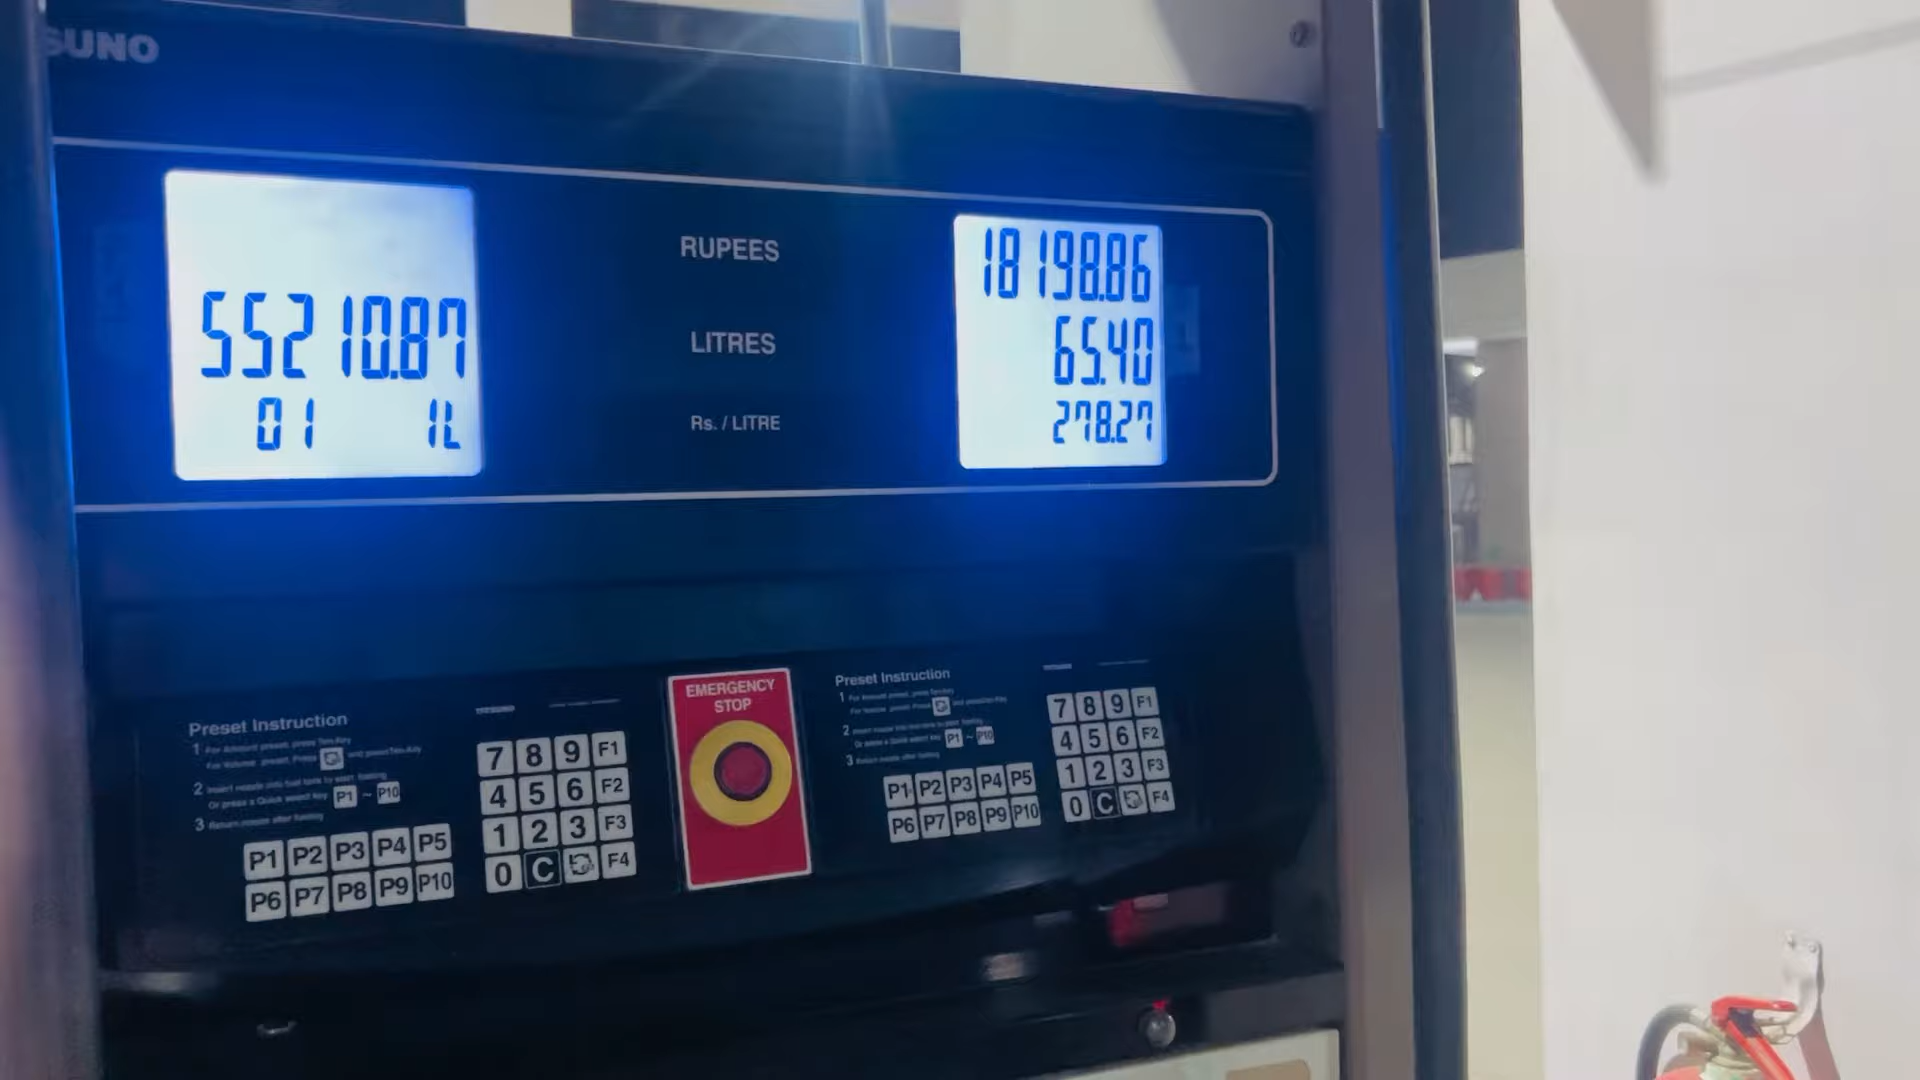 SUNO
55210.87
01 1L
RUPEES
LITRES
Rs. / LITRE
18198.86
65.40
278.27
Preset Instruction
1 For Amount preset, press Ten-Key
For Volume preset, Press and press Ten-Key
2 Insert nozzle into fuel tank to start fueling
Or press a Quick select key P1 ~ P10
3 Return nozzle after fueling
P1 P2 P3 P4 P5
P6 P7 P8 P9 P10
TATSUNO
7 8 9 F1
4 5 6 F2
1 2 3 F3
0 C F4
EMERGENCY
STOP
Preset Instruction
1 For Amount preset, press Ten-Key
For Volume preset, Press and press Ten-Key
2 Insert nozzle into fuel tank to start fueling
Or press a Quick select key P1 ~ P10
3 Return nozzle after fueling
P1 P2 P3 P4 P5
P6 P7 P8 P9 P10
7 8 9 F1
4 5 6 F2
1 2 3 F3
0 C F4